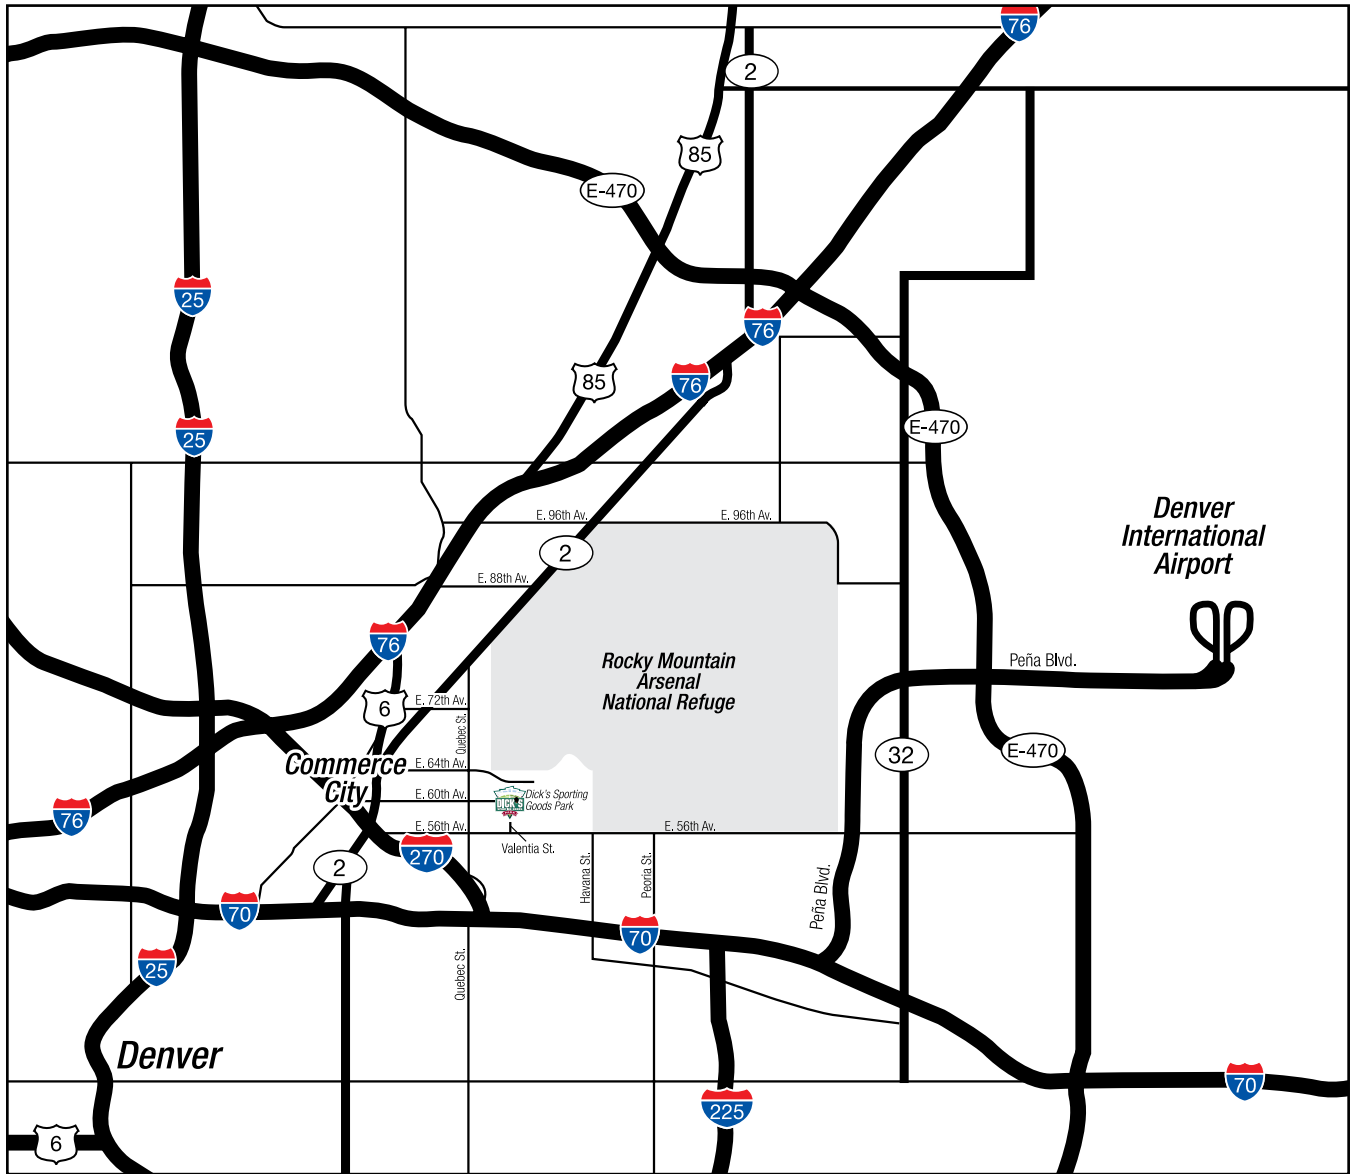 76
2
85
E-470
25
76
85
76
25
E-470
Denver
International
Airport
E. 96th Av.
E. 96th Av.
2
E. 88th Av.
76
Rocky Mountain
Arsenal
National Refuge
Peña Blvd.
E. 72th Av.
6
Quebec St.
32
E-470
Commerce
City
E. 64th Av.
E. 60th Av.
DICK'S
Dick's Sporting
Goods Park
76
E. 56th Av.
E. 56th Av.
Valentia St.
270
2
Havana St.
Peoria St.
Peña Blvd.
70
70
25
Quebec St.
Denver
70
225
6